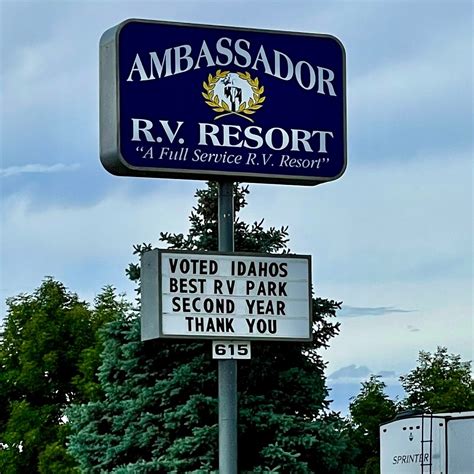 AMBASSADOR
R.V. RESORT
"A Full Service R.V. Resort"
VOTED IDAHOS
BEST RV PARK
SECOND YEAR
THANK YOU
615
SPRINTER